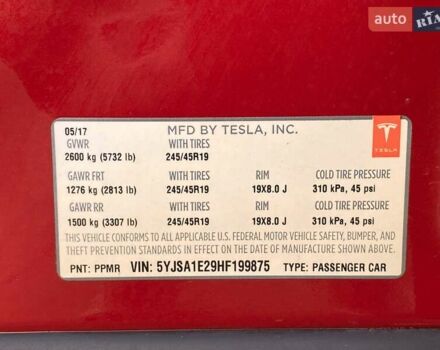 auto RIA
05/17 MFD BY TESLA, INC.
GVWR WITH TIRES
2600 kg (5732 lb) 245/45R19
TESLA
GAWR FRT WITH TIRES RIM COLD TIRE PRESSURE
1276 kg (2813 lb) 245/45R19 19X8.0 J 310 kPa, 45 psi
GAWR RR WITH TIRES RIM COLD TIRE PRESSURE
1500 kg (3307 lb) 245/45R19 19X8.0 J 310 kPa, 45 psi
THIS VEHICLE CONFORMS TO ALL APPLICABLE U.S. FEDERAL MOTOR VEHICLE SAFETY, BUMPER, AND
THEFT PREVENTION STANDARDS IN EFFECT ON THE DATE OF MANUFACTURE SHOWN ABOVE.
PNT: PPMR VIN: 5YJSA1E29HF199875 TYPE: PASSENGER CAR